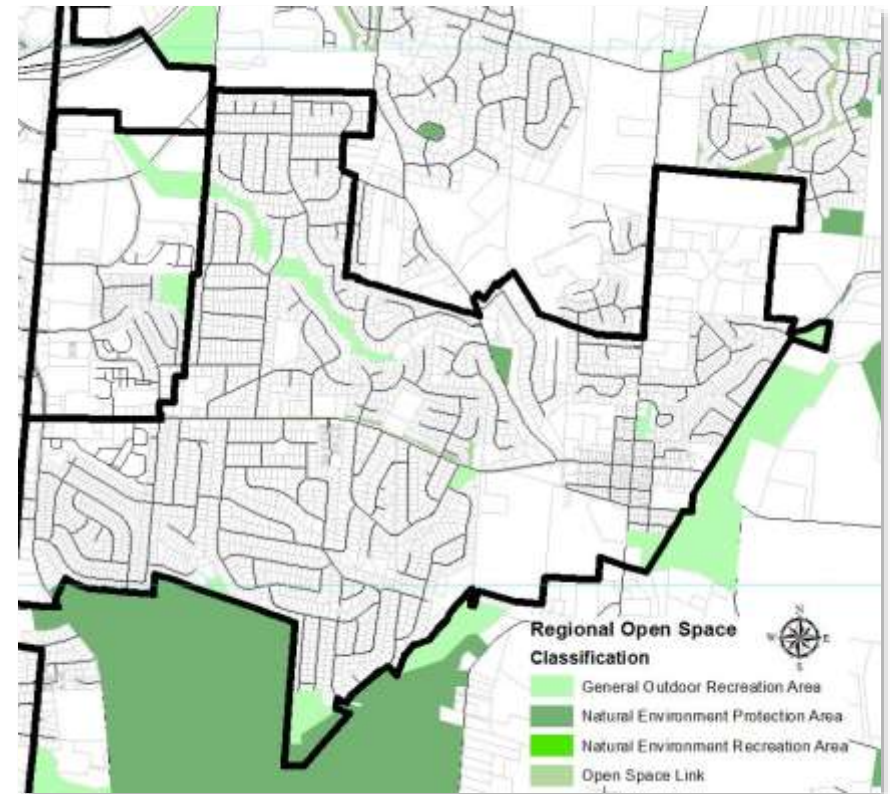 N
W E
S
Regional Open Space
Classification
General Outdoor Recreation Area
Natural Environment Protection Area
Natural Environment Recreation Area
Open Space Link